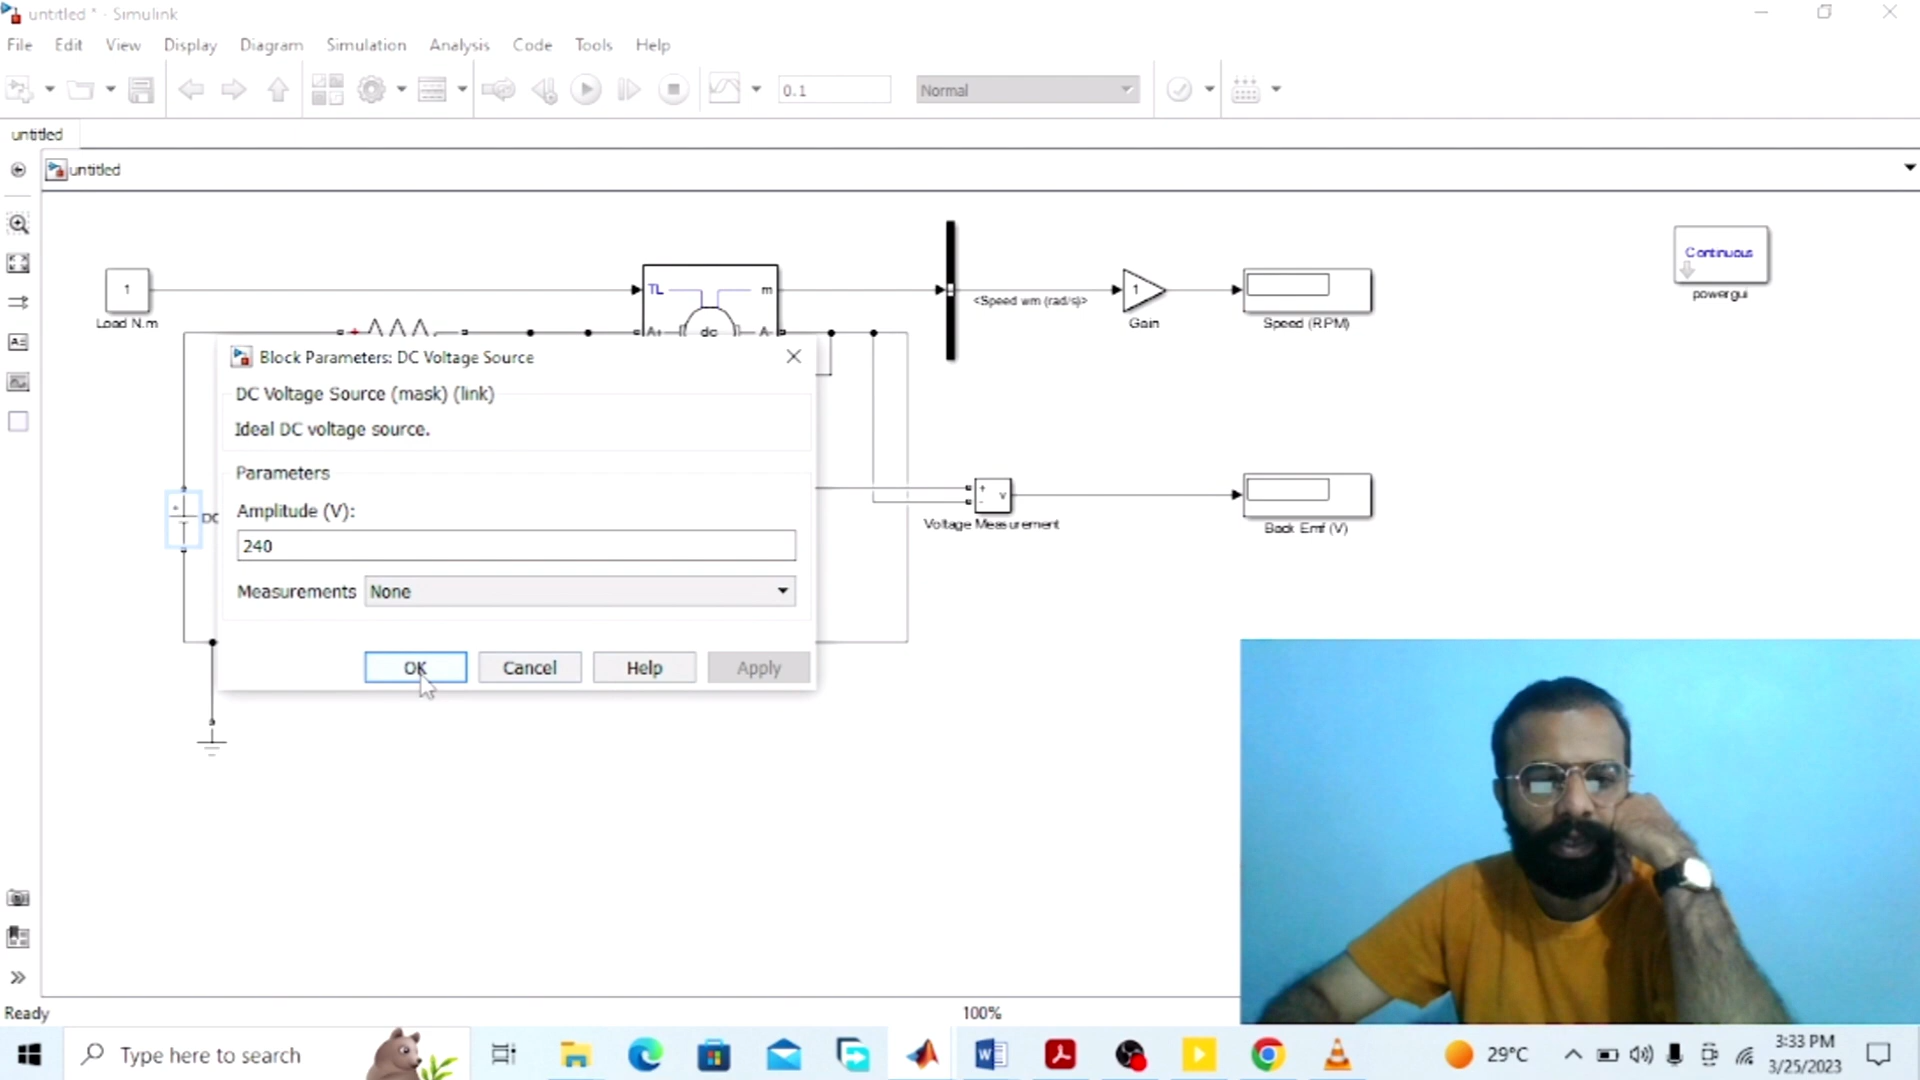 untitled * - Simulink
File Edit View Display Diagram Simulation Analysis Code Tools Help
0.1 Normal
untitled
untitled
1
Load N.m
TL m
A+ dc A-
<Speed wm (rad/s)>
1
Gain
Speed (RPM)
Continuous
powergui
Block Parameters: DC Voltage Source
DC Voltage Source (mask) (link)
Ideal DC voltage source.
Parameters
Amplitude (V):
240
Measurements None
OK Cancel Help Apply
DC
+
- v
Voltage Measurement
Back Emf (V)
Ready 100%
Type here to search
29°C
3:33 PM
3/25/2023